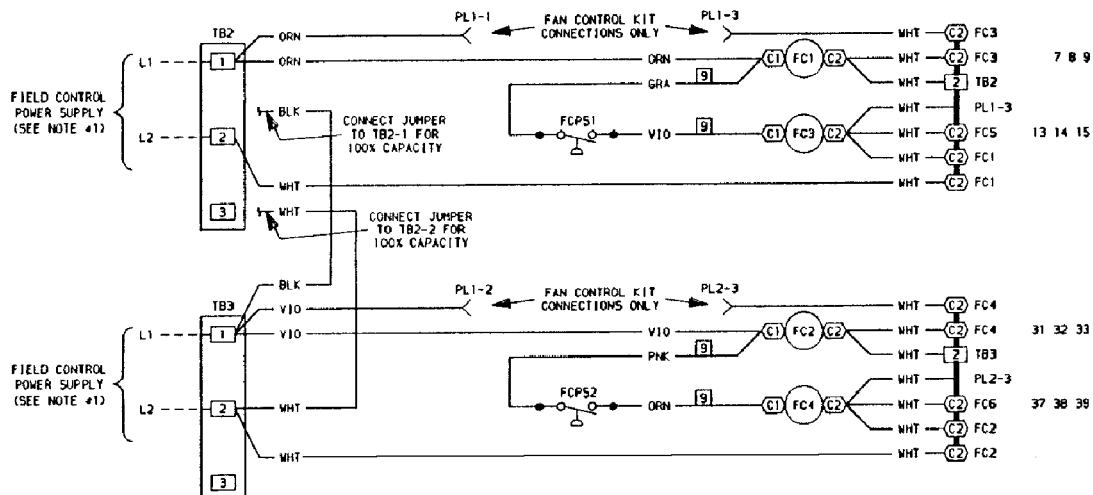 PL1-1 FAN CONTROL KIT CONNECTIONS ONLY PL1-3
TB2
ORN
WHT C2 FC3
L1 1 ORN ORN C1 FC1 C2 WHT C2 FC3 7 8 9
GRA 9 WHT 2 TB2
FIELD CONTROL
POWER SUPPLY
(SEE NOTE #1)
BLK
CONNECT JUMPER
TO TB2-1 FOR
100% CAPACITY
WHT PL1-3
L2 2 FCPS1 VIO 9 C1 FC3 C2 WHT C2 FC5 13 14 15
WHT C2 FC1
WHT WHT C2 FC1
3 WHT
CONNECT JUMPER
TO TB2-2 FOR
100% CAPACITY
BLK
PL1-2 FAN CONTROL KIT CONNECTIONS ONLY PL2-3
TB3
VIO
WHT C2 FC4
L1 1 VIO VIO C1 FC2 C2 WHT C2 FC4 31 32 33
PNK 9 WHT 2 TB3
FIELD CONTROL
POWER SUPPLY
(SEE NOTE #1)
WHT PL2-3
L2 2 WHT FCPS2 ORN 9 C1 FC4 C2 WHT C2 FC6 37 38 39
WHT C2 FC2
WHT WHT C2 FC2
3